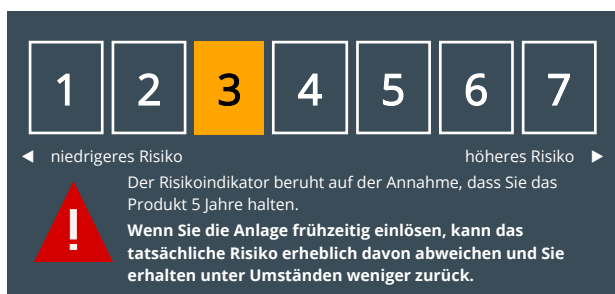 1 2 3 4 5 6 7
◄ niedrigeres Risiko höheres Risiko ►
Der Risikoindikator beruht auf der Annahme, dass Sie das
Produkt 5 Jahre halten.
!
Wenn Sie die Anlage frühzeitig einlösen, kann das
tatsächliche Risiko erheblich davon abweichen und Sie
erhalten unter Umständen weniger zurück.